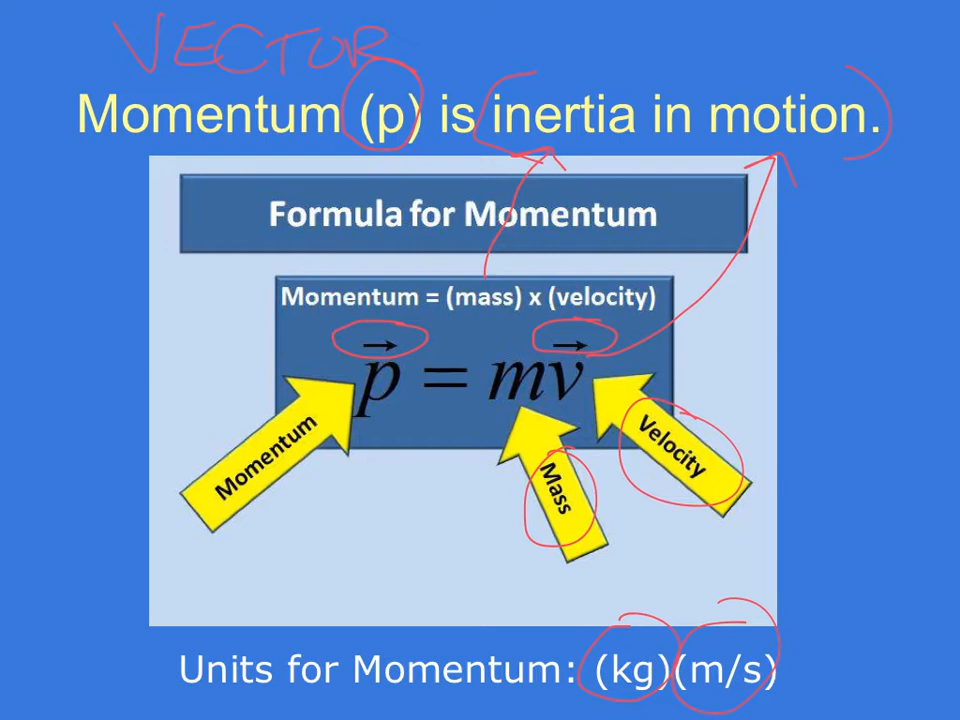 VECTOR
Momentum (p) is inertia in motion.
Formula for Momentum
Momentum = (mass) x (velocity)
p⃗ = mv⃗
Momentum
Mass
Velocity
Units for Momentum: (kg)(m/s)